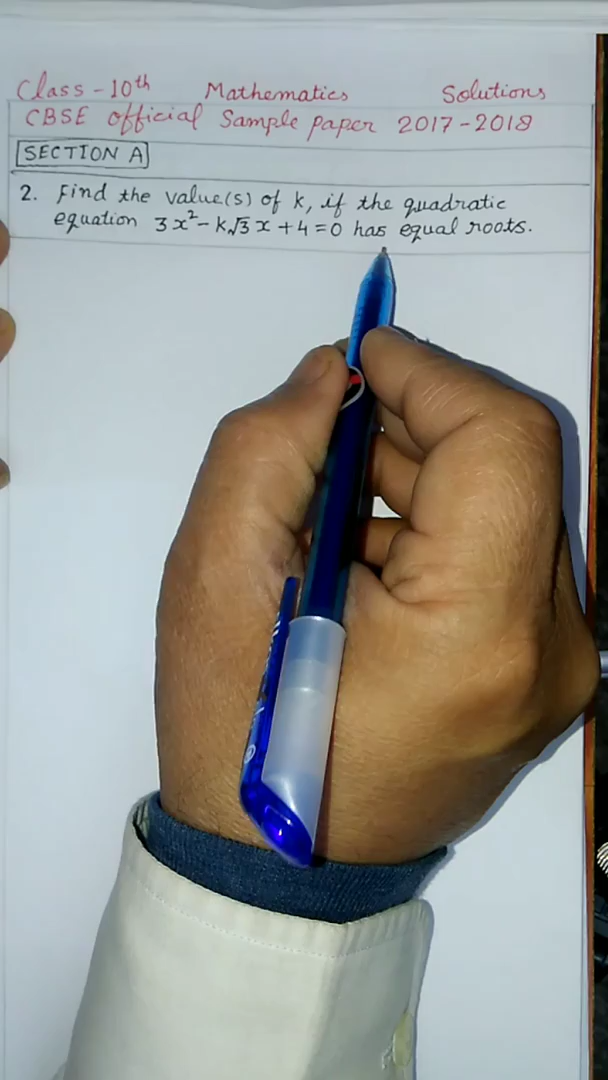 Class-10th Mathematics Solutions
CBSE official Sample paper 2017-2018
SECTION A
2. Find the value(s) of k, if the quadratic
equation 3x²-k√3x+4=0 has equal roots.